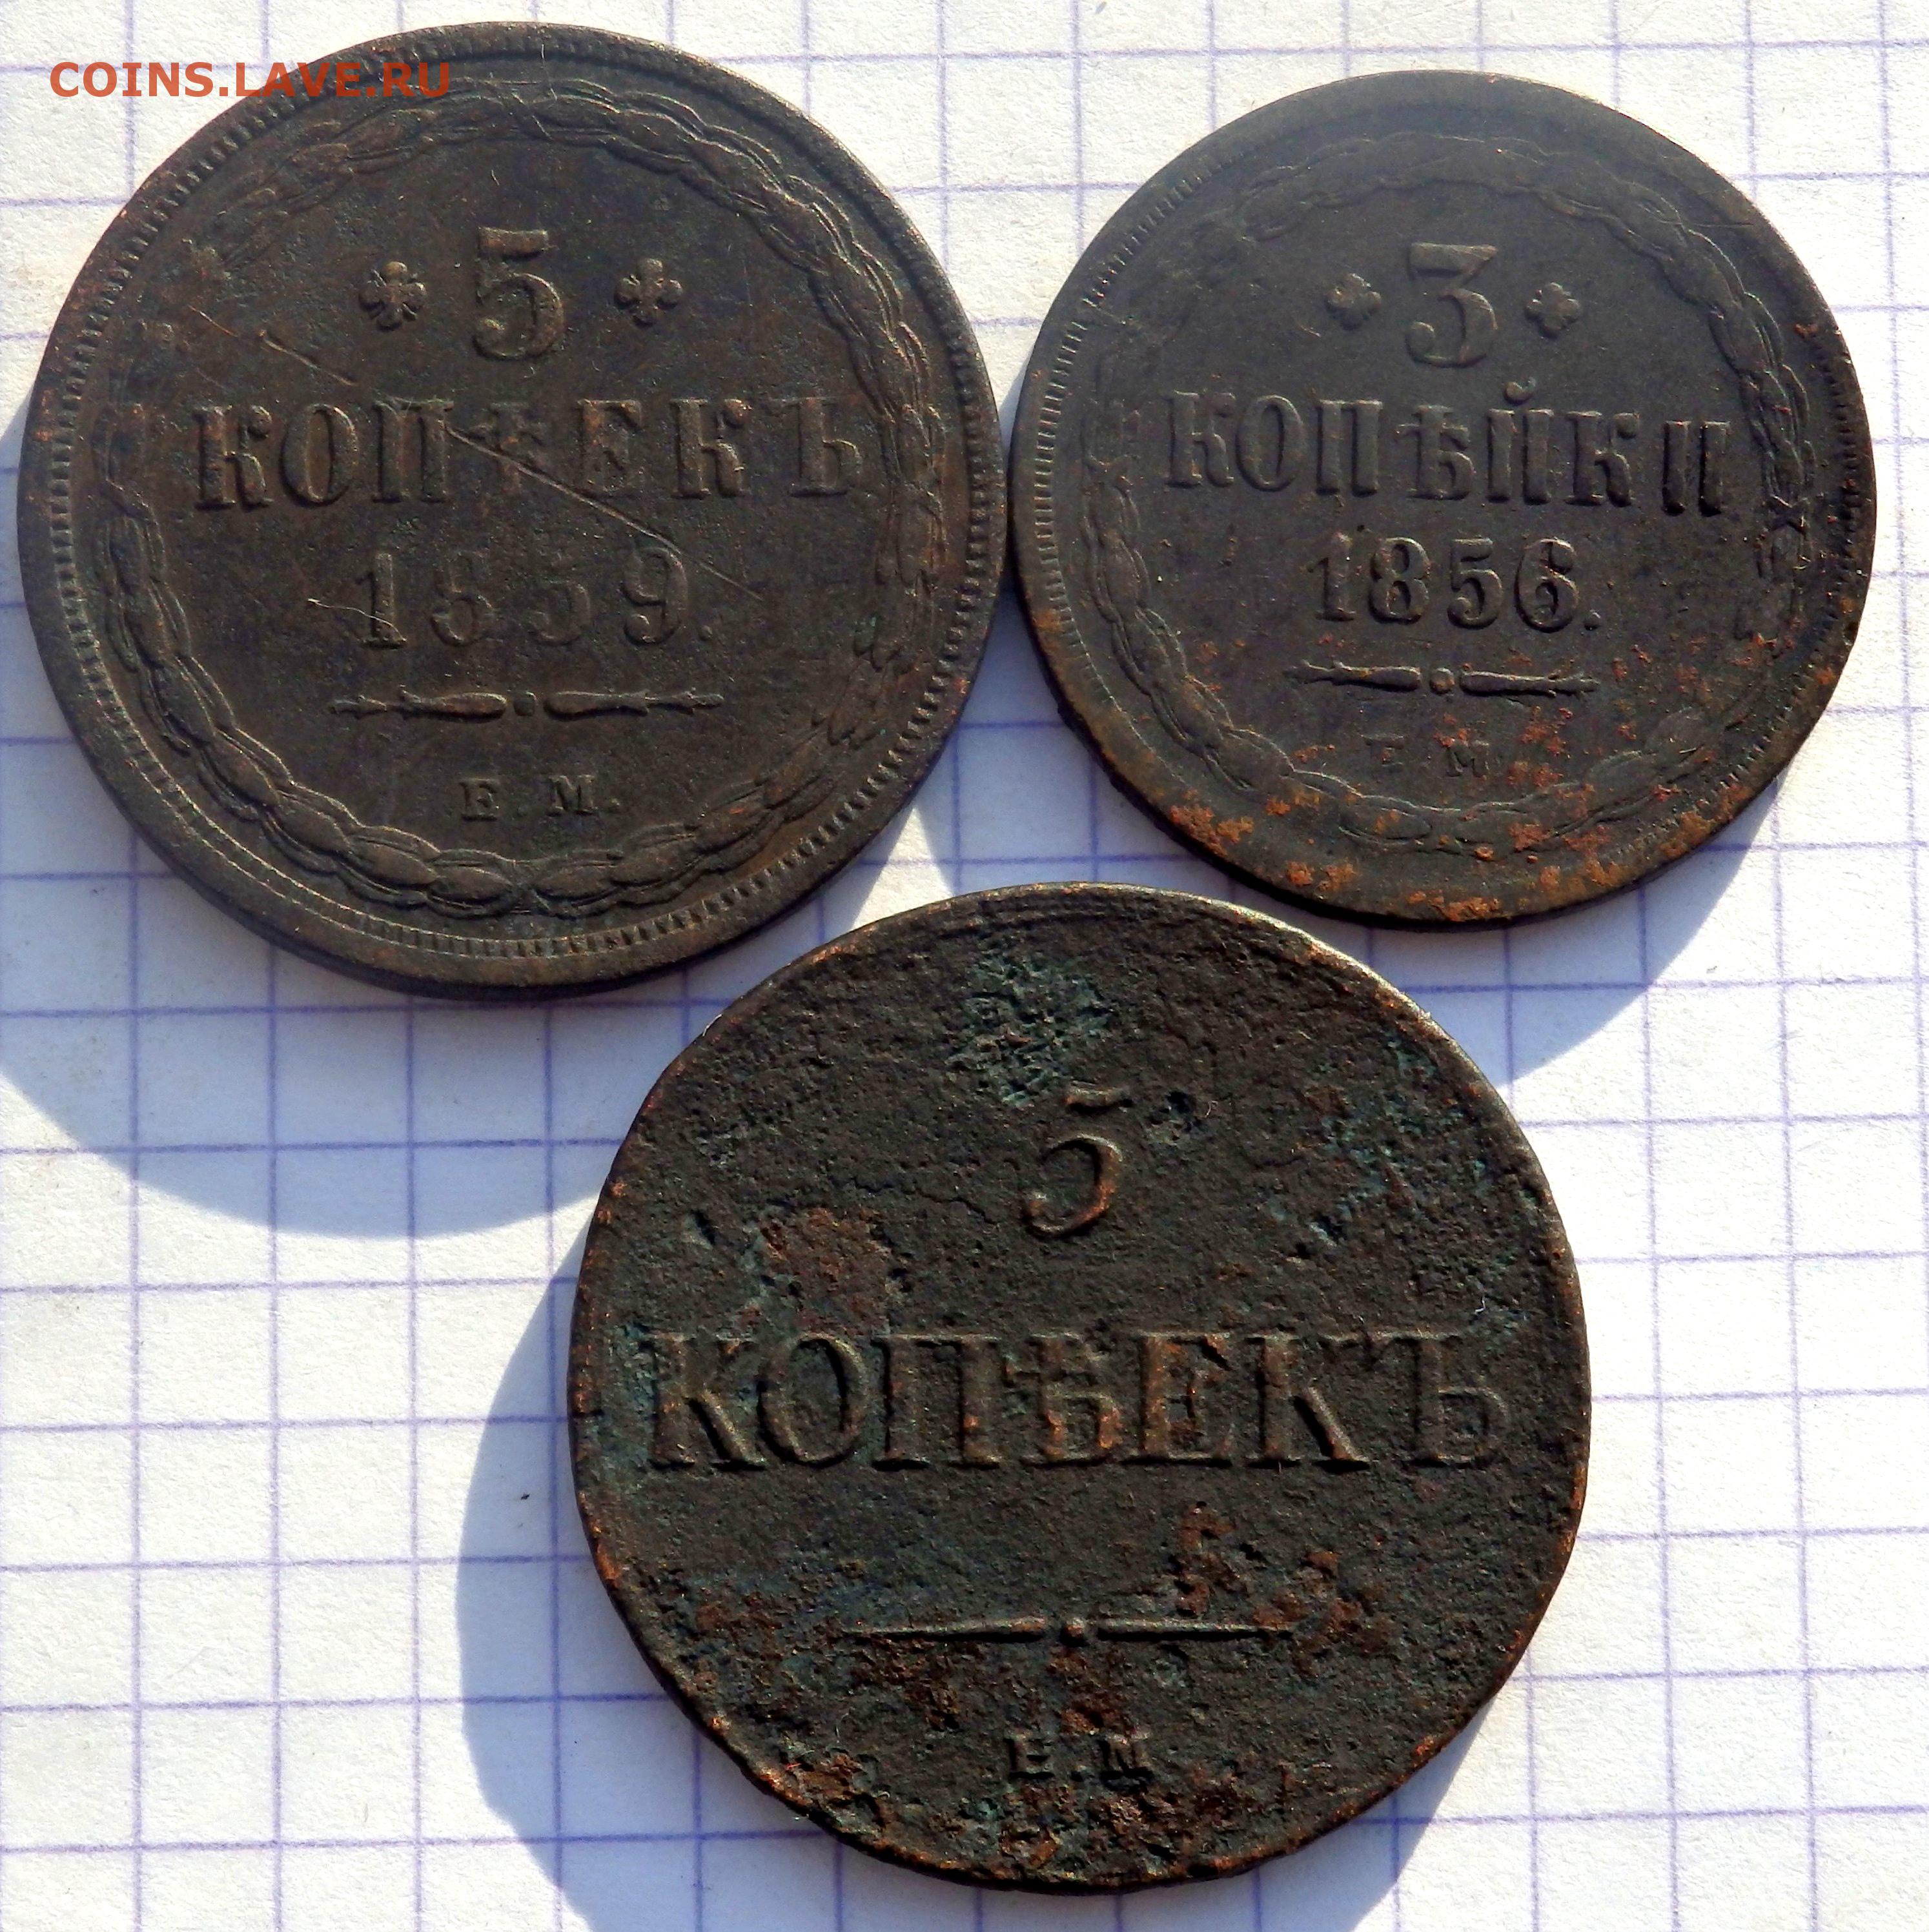 COINS.LAVE.RU
5
КОПѢЕКЪ
1859.
Е.М.
3
КОПѢЙКИ
1856.
Е.М.
5
КОПѢЕКЪ
Е.М